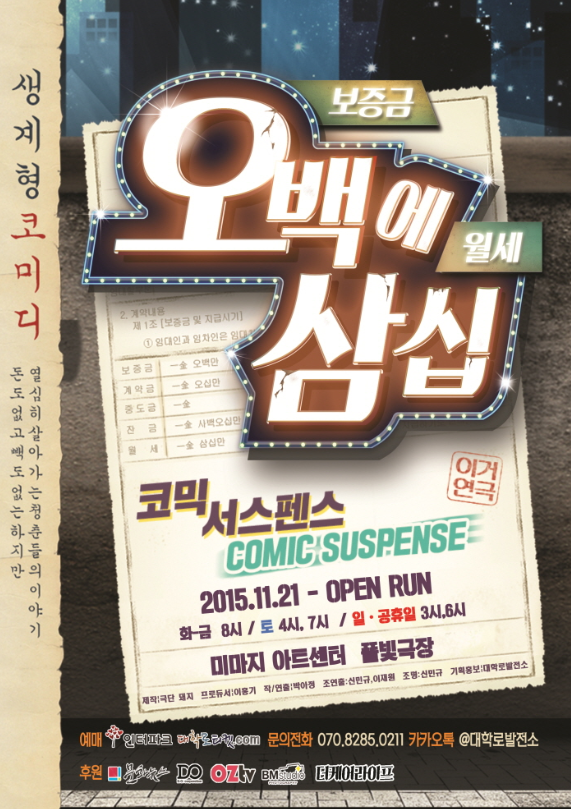 생계형 코미디
돈도 없고 빽도 없는 하지만
열심히 살아가는 청춘들의 이야기
보증금
오백에
월세
삼십
2. 계약내용
제 1조 [보증금 및 지급시기]
① 임대인과 임차인은 임대
보증금 一金 오백만
계약금 一金 오십만
중도금 一金
잔 금 一金 사백오십만
월 세 一金 삼십만
이거
연극
코믹
서스펜스
COMIC SUSPENSE
2015.11.21 - OPEN RUN
화-금 8시 / 토 4시, 7시 / 일·공휴일 3시,6시
미마지 아트센터 풀빛극장
제작:극단 돼지 프로듀서:이웅기 작/연출:박아정 조연출:신민규,이재원 조명:신민규 기획홍보:대학로발전소
예매 인터파크 대학로티켓.com 문의전화 070.8285.0211 카카오톡 @대학로발전소
후원 DO OZtv BMstudio 더케이라이프